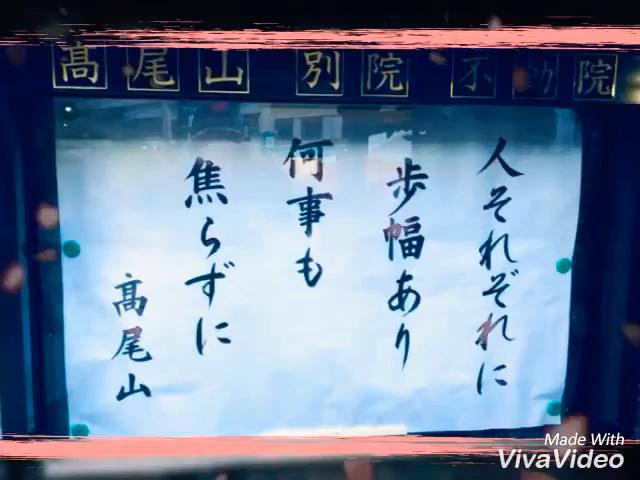 髙尾山 別院 不動院
人それぞれに
歩幅あり
何事も
焦らずに
髙尾山
Made With
VivaVideo